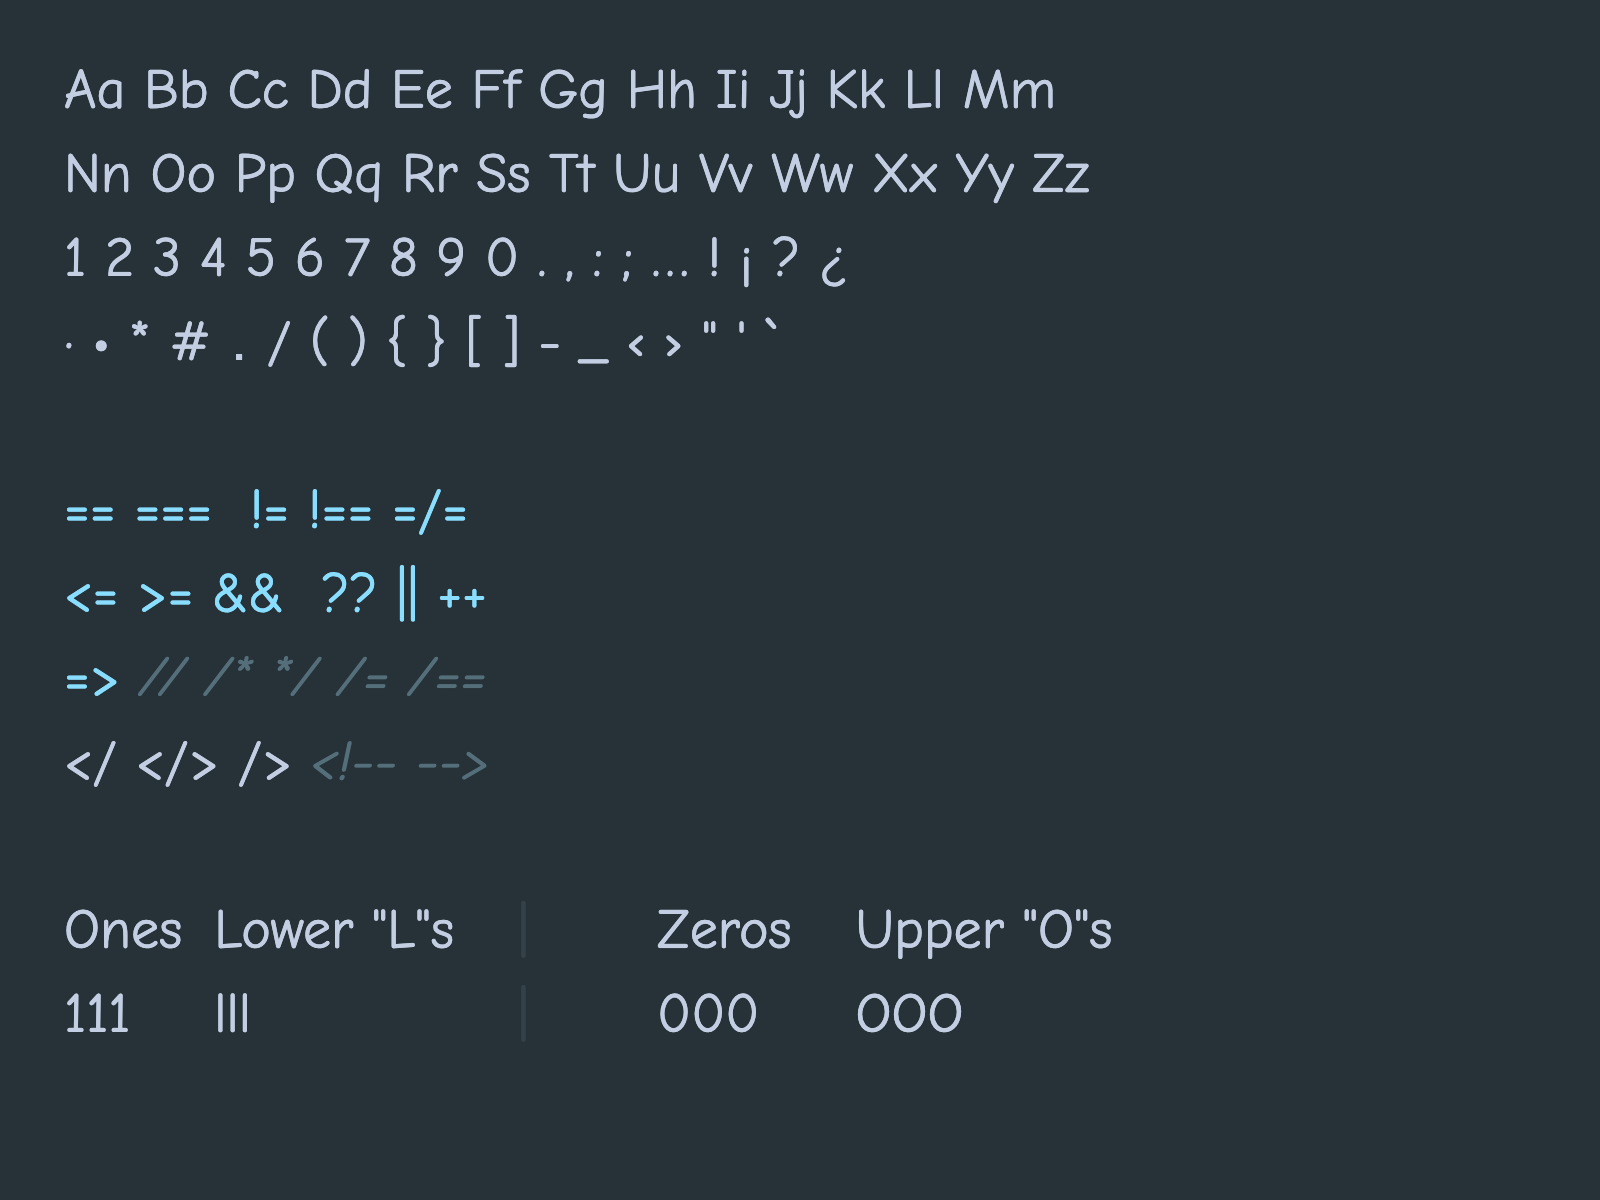 Aa Bb Cc Dd Ee Ff Gg Hh Ii Jj Kk Ll Mm
Nn Oo Pp Qq Rr Ss Tt Uu Vv Ww Xx Yy Zz
1 2 3 4 5 6 7 8 9 0 . , : ; ... ! ¡ ? ¿
· • * # . / ( ) { } [ ] - _ ‹ › " ' `
== === != !== =/=
<= >= && ?? || ++
=> // /* */ /= /==
</ </> /> <!-- -->
Ones Lower "L"s | Zeros Upper "O"s
111 lll | 000 OOO